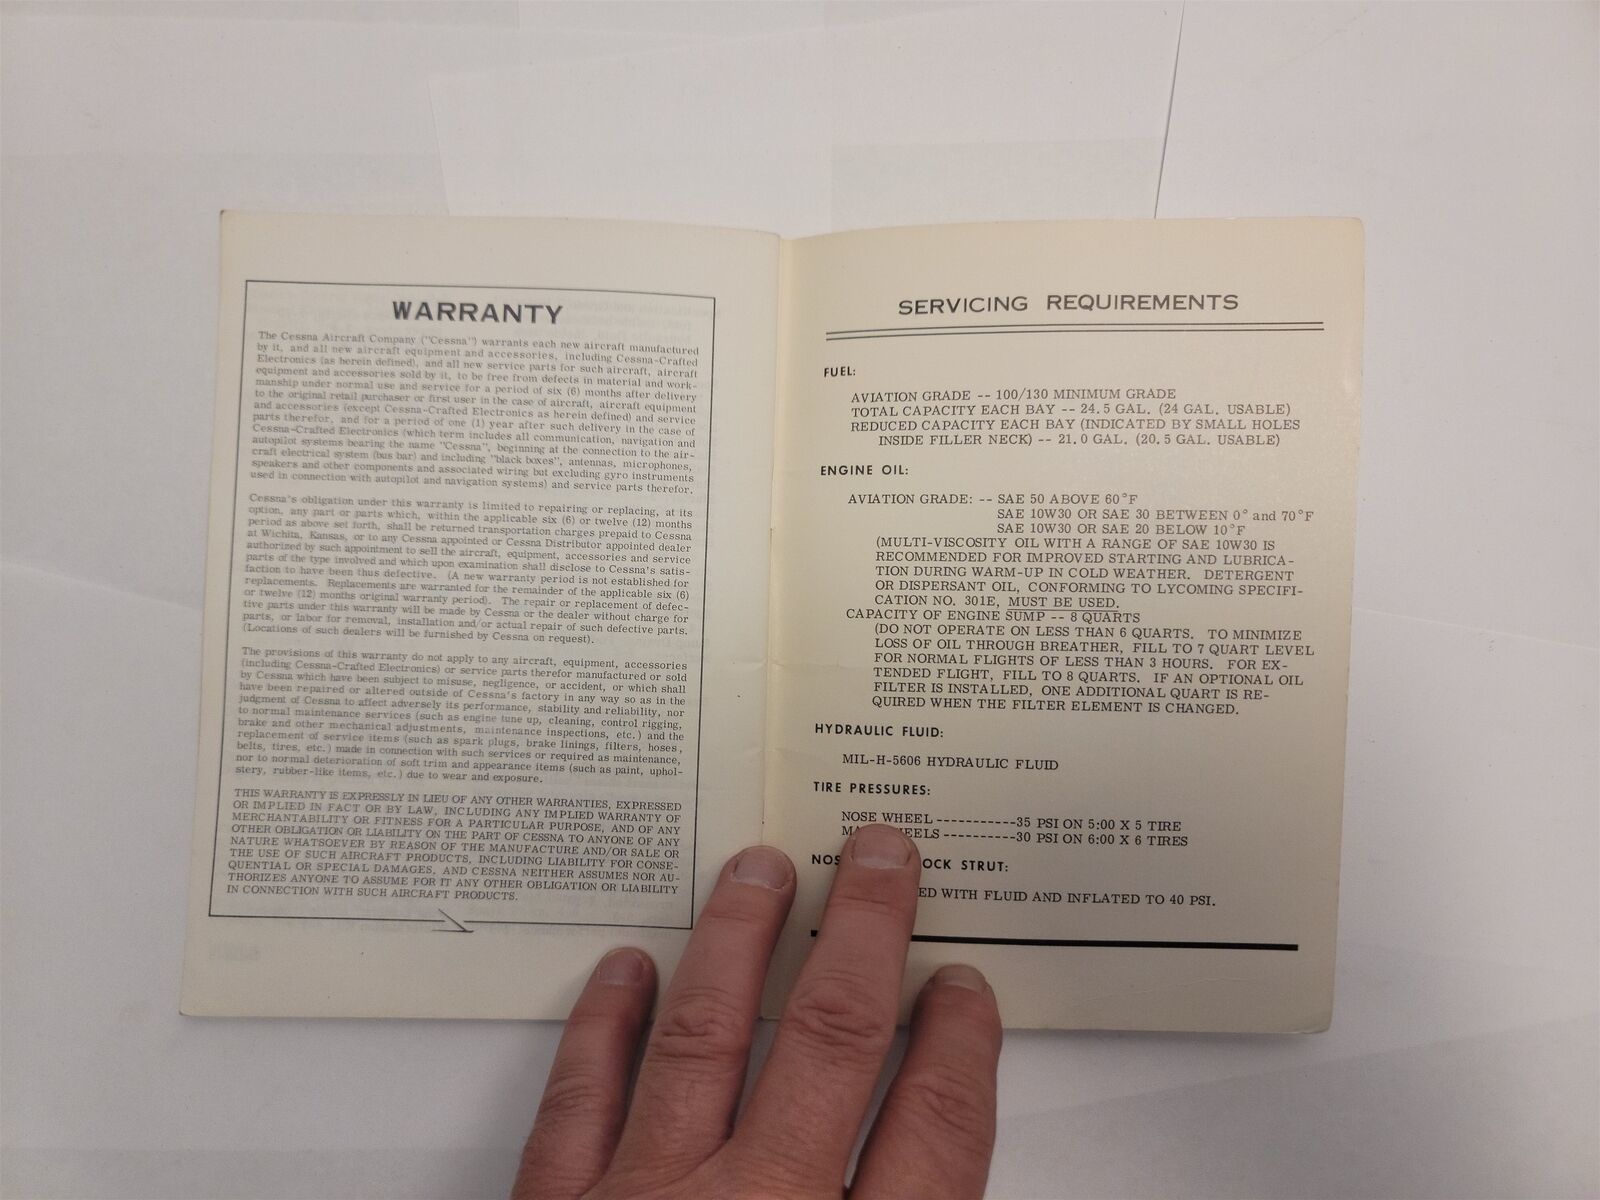 WARRANTY
The Cessna Aircraft Company ("Cessna") warrants each new aircraft manufactured
by it, and all new aircraft equipment and accessories, including Cessna-Crafted
Electronics (as herein defined), and all new service parts for such aircraft, aircraft
equipment and accessories sold by it, to be free from defects in material and work-
manship under normal use and service for a period of six (6) months after delivery
to the original retail purchaser or first user in the case of aircraft, aircraft equipment
and accessories (except Cessna-Crafted Electronics as herein defined) and service
parts therefor, and for a period of one (1) year after such delivery in the case of
Cessna-Crafted Electronics (which term includes all communication, navigation and
autopilot systems bearing the name "Cessna", beginning at the connection to the air-
craft electrical system (bus bar) and including "black boxes", antennas, microphones,
speakers and other components and associated wiring but excluding gyro instruments
used in connection with autopilot and navigation systems) and service parts therefor.
Cessna's obligation under this warranty is limited to repairing or replacing, at its
option, any part or parts which, within the applicable six (6) or twelve (12) months
period as above set forth, shall be returned transportation charges prepaid to Cessna
at Wichita, Kansas, or to any Cessna appointed or Cessna Distributor appointed dealer
authorized by such appointment to sell the aircraft, equipment, accessories and service
parts of the type involved and which upon examination shall disclose to Cessna's satis-
faction to have been thus defective. (A new warranty period is not established for
replacements. Replacements are warranted for the remainder of the applicable six (6)
or twelve (12) months original warranty period). The repair or replacement of defec-
tive parts under this warranty will be made by Cessna or the dealer without charge for
parts, or labor for removal, installation and/or actual repair of such defective parts.
(Locations of such dealers will be furnished by Cessna on request).
The provisions of this warranty do not apply to any aircraft, equipment, accessories
(including Cessna-Crafted Electronics) or service parts therefor manufactured or sold
by Cessna which have been subject to misuse, negligence, or accident, or which shall
have been repaired or altered outside of Cessna's factory in any way so as in the
judgment of Cessna to affect adversely its performance, stability and reliability, nor
to normal maintenance services (such as engine tune up, cleaning, control rigging,
brake and other mechanical adjustments, maintenance inspections, etc.) and the
replacement of service items (such as spark plugs, brake linings, filters, hoses,
belts, tires, etc.) made in connection with such services or required as maintenance,
nor to normal deterioration of soft trim and appearance items (such as paint, uphol-
stery, rubber-like items, etc.) due to wear and exposure.
THIS WARRANTY IS EXPRESSLY IN LIEU OF ANY OTHER WARRANTIES, EXPRESSED
OR IMPLIED IN FACT OR BY LAW, INCLUDING ANY IMPLIED WARRANTY OF
MERCHANTABILITY OR FITNESS FOR A PARTICULAR PURPOSE, AND OF ANY
OTHER OBLIGATION OR LIABILITY ON THE PART OF CESSNA TO ANYONE OF ANY
NATURE WHATSOEVER BY REASON OF THE MANUFACTURE AND/OR SALE OR
THE USE OF SUCH AIRCRAFT PRODUCTS, INCLUDING LIABILITY FOR CONSE-
QUENTIAL OR SPECIAL DAMAGES, AND CESSNA NEITHER ASSUMES NOR AU-
THORIZES ANYONE TO ASSUME FOR IT ANY OTHER OBLIGATION OR LIABILITY
IN CONNECTION WITH SUCH AIRCRAFT PRODUCTS.
SERVICING REQUIREMENTS
FUEL:
AVIATION GRADE -- 100/130 MINIMUM GRADE
TOTAL CAPACITY EACH BAY -- 24.5 GAL. (24 GAL. USABLE)
REDUCED CAPACITY EACH BAY (INDICATED BY SMALL HOLES
INSIDE FILLER NECK) -- 21.0 GAL. (20.5 GAL. USABLE)
ENGINE OIL:
AVIATION GRADE: -- SAE 50 ABOVE 60°F
SAE 10W30 OR SAE 30 BETWEEN 0° and 70°F
SAE 10W30 OR SAE 20 BELOW 10°F
(MULTI-VISCOSITY OIL WITH A RANGE OF SAE 10W30 IS
RECOMMENDED FOR IMPROVED STARTING AND LUBRICA-
TION DURING WARM-UP IN COLD WEATHER. DETERGENT
OR DISPERSANT OIL, CONFORMING TO LYCOMING SPECIFI-
CATION NO. 301E, MUST BE USED.
CAPACITY OF ENGINE SUMP -- 8 QUARTS
(DO NOT OPERATE ON LESS THAN 6 QUARTS. TO MINIMIZE
LOSS OF OIL THROUGH BREATHER, FILL TO 7 QUART LEVEL
FOR NORMAL FLIGHTS OF LESS THAN 3 HOURS. FOR EX-
TENDED FLIGHT, FILL TO 8 QUARTS. IF AN OPTIONAL OIL
FILTER IS INSTALLED, ONE ADDITIONAL QUART IS RE-
QUIRED WHEN THE FILTER ELEMENT IS CHANGED.
HYDRAULIC FLUID:
MIL-H-5606 HYDRAULIC FLUID
TIRE PRESSURES:
NOSE WHEEL -----------35 PSI ON 5:00 X 5 TIRE
-----------30 PSI ON 6:00 X 6 TIRES
STRUT:
WITH FLUID AND INFLATED TO 40 PSI.